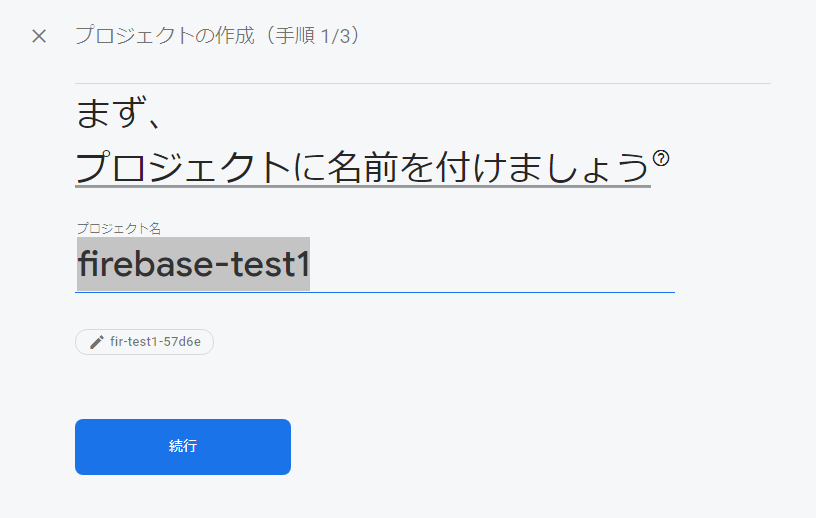 プロジェクトの作成（手順 1/3）
まず、
プロジェクトに名前を付けましょう
プロジェクト名
firebase-test1
fir-test1-57d6e
続行